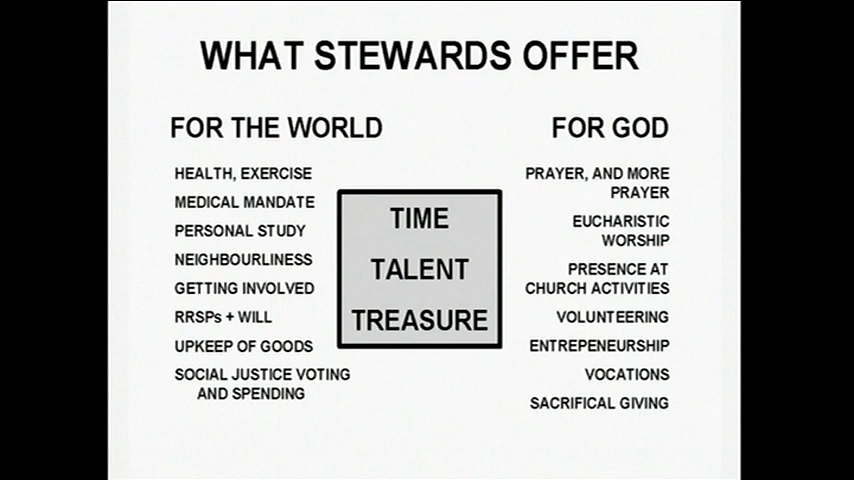 WHAT STEWARDS OFFER
FOR THE WORLD
HEALTH, EXERCISE
MEDICAL MANDATE
PERSONAL STUDY
NEIGHBOURLINESS
GETTING INVOLVED
RRSPs + WILL
UPKEEP OF GOODS
SOCIAL JUSTICE VOTING
AND SPENDING
TIME
TALENT
TREASURE
FOR GOD
PRAYER, AND MORE
PRAYER
EUCHARISTIC
WORSHIP
PRESENCE AT
CHURCH ACTIVITIES
VOLUNTEERING
ENTREPENEURSHIP
VOCATIONS
SACRIFICAL GIVING